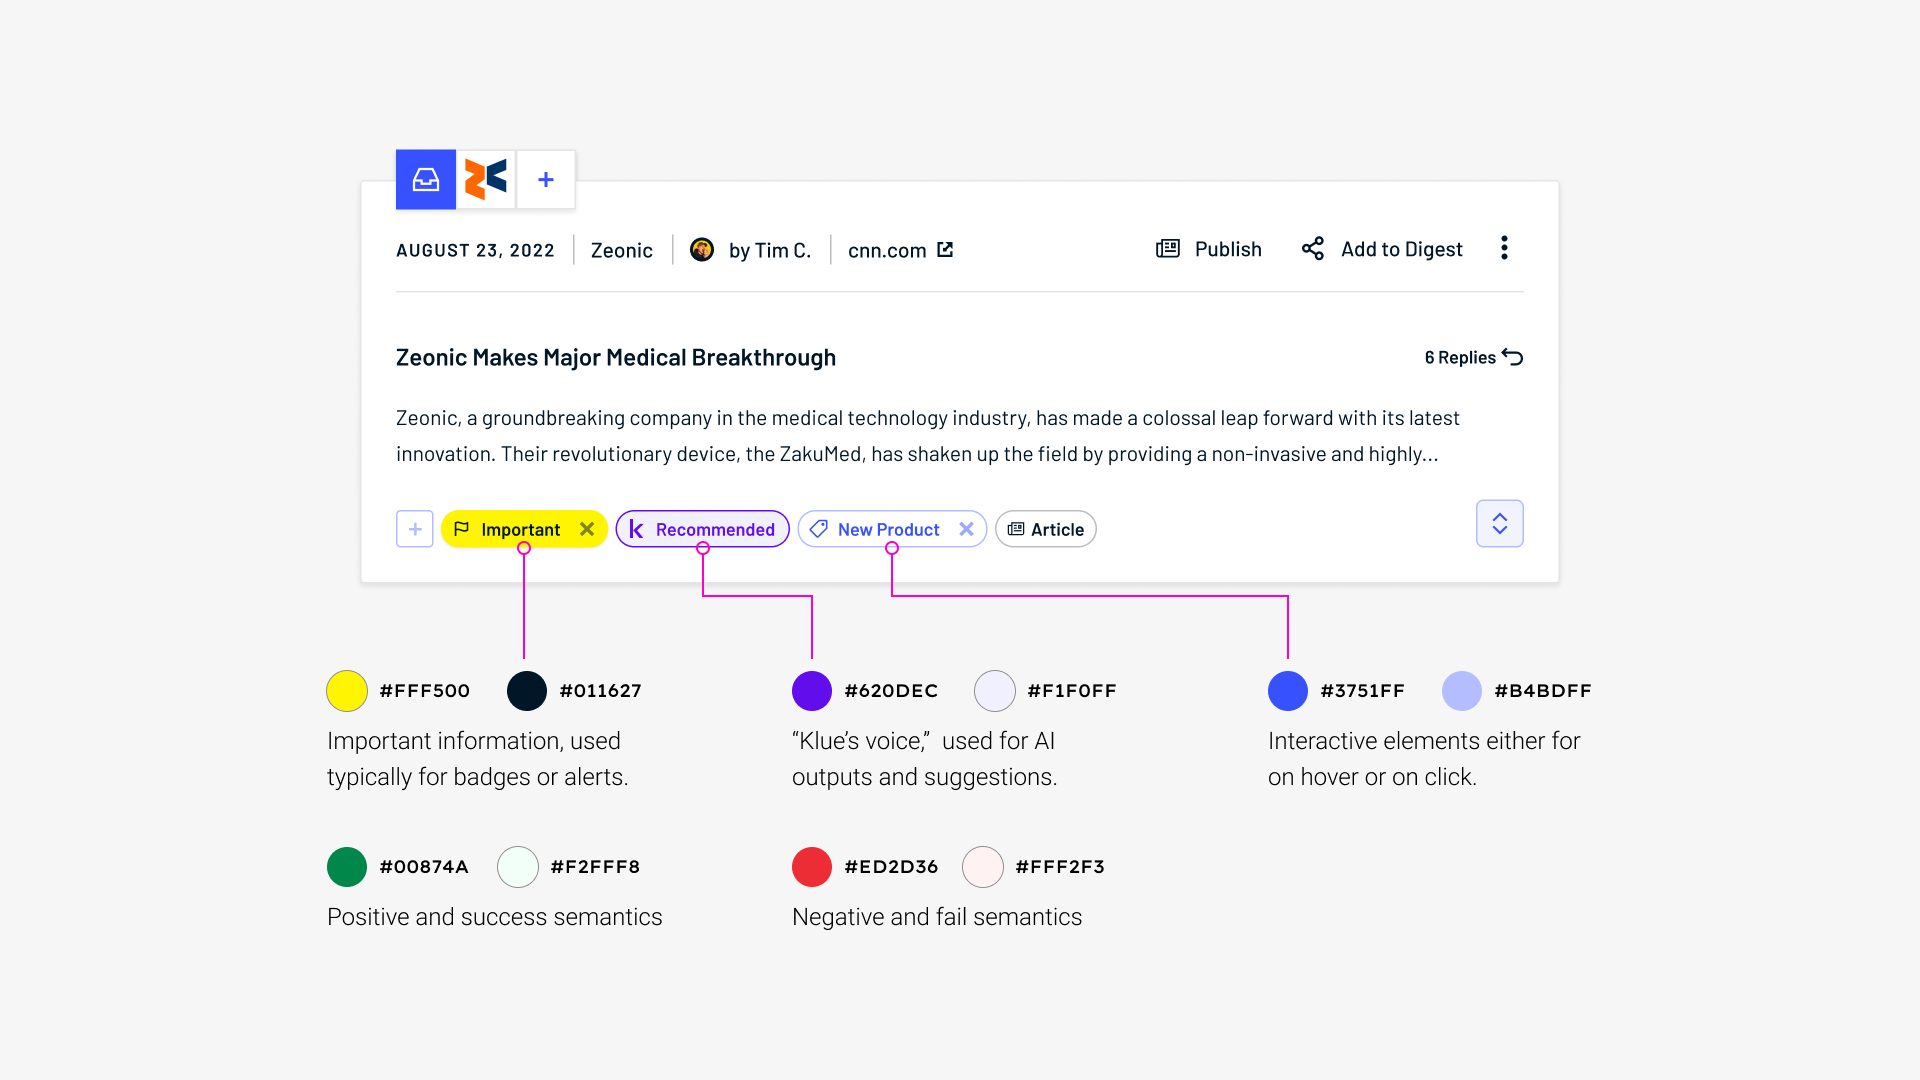 AUGUST 23, 2022 Zeonic by Tim C. cnn.com Publish Add to Digest
Zeonic Makes Major Medical Breakthrough 6 Replies
Zeonic, a groundbreaking company in the medical technology industry, has made a colossal leap forward with its latest
innovation. Their revolutionary device, the ZakuMed, has shaken up the field by providing a non-invasive and highly...
Important Recommended New Product Article
#FFF500 #011627 #620DEC #F1F0FF #3751FF #B4BDFF
Important information, used
typically for badges or alerts.
“Klue’s voice,” used for AI
outputs and suggestions.
Interactive elements either for
on hover or on click.
#00874A #F2FFF8 #ED2D36 #FFF2F3
Positive and success semantics
Negative and fail semantics